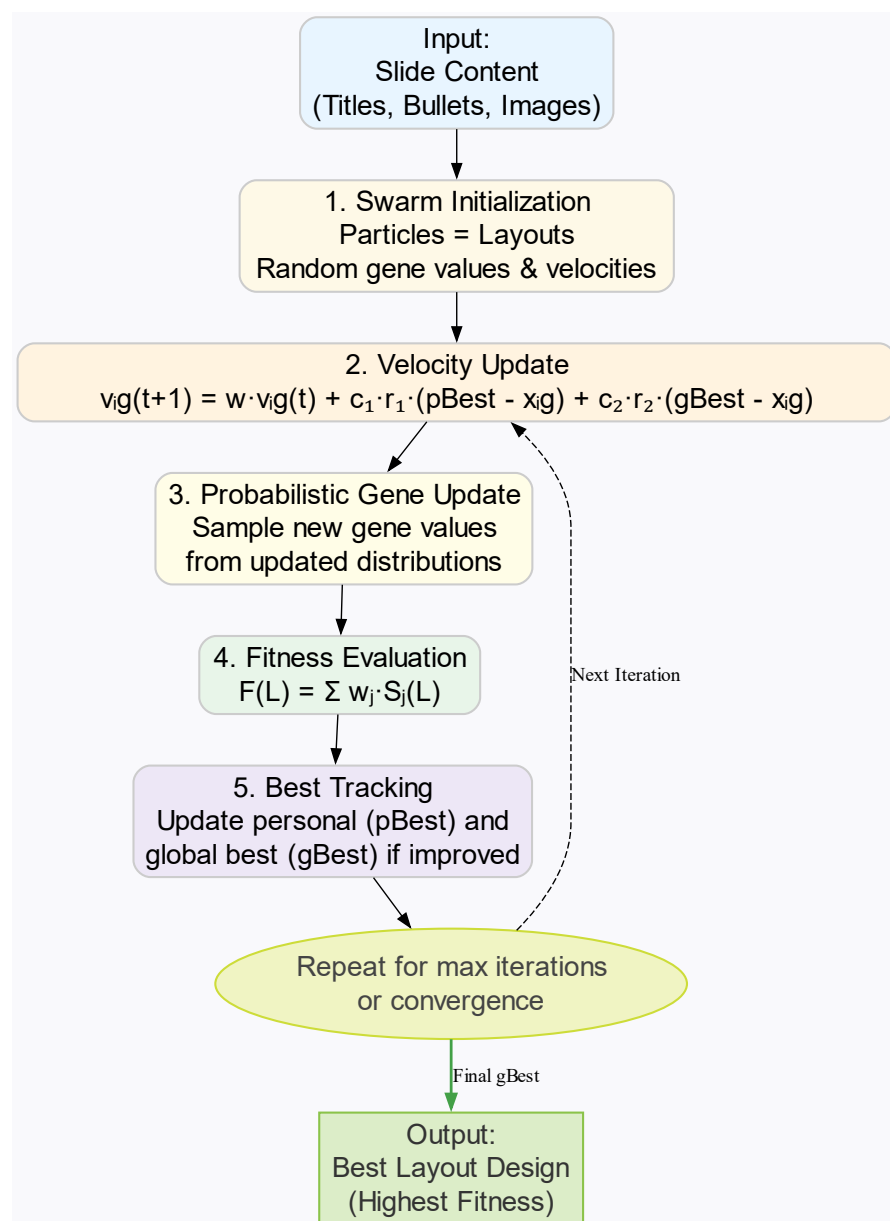 Input:
Slide Content
(Titles, Bullets, Images)
1. Swarm Initialization
Particles = Layouts
Random gene values & velocities
2. Velocity Update
vᵢg(t+1) = w·vᵢg(t) + c₁·r₁·(pBest - xᵢg) + c₂·r₂·(gBest - xᵢg)
3. Probabilistic Gene Update
Sample new gene values
from updated distributions
4. Fitness Evaluation
F(L) = Σ wⱼ·Sⱼ(L)
Next Iteration
5. Best Tracking
Update personal (pBest) and
global best (gBest) if improved
Repeat for max iterations
or convergence
Final gBest
Output:
Best Layout Design
(Highest Fitness)